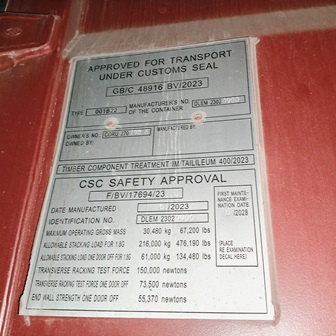 APPROVED FOR TRANSPORT
UNDER CUSTOMS SEAL
GB/C 48916 BV/2023
TYPE 001B22 MANUFACTURER'S NO. OF THE CONTAINER DLEM 2302
OWNER'S NO.
OWNED BY:
MANUFACTURED BY
TIMBER COMPONENT TREATMENT IM/TAILILEUM 400/2023
CSC SAFETY APPROVAL
F/BV/17694/23
DATE MANUFACTURED /2023
IDENTIFICATION NO. DLEM 2302
MAXIMUM OPERATING GROSS MASS 30,480 kg 67,200 lbs
ALLOWABLE STACKING LOAD FOR 1.8G 216,000 kg 476,190 lbs
ALLOWABLE STACKING LOAD ONE DOOR OFF FOR 1.8G 61,000 kg 134,480 lbs
TRANSVERSE RACKING TEST FORCE 150,000 newtons
TRANSVERSE RACKING TEST FORCE ONE DOOR OFF 73,500 newtons
END WALL STRENGTH ONE DOOR OFF 55,370 newtons
FIRST MAINTE-
NANCE EXAMIN-
ATION DATE
/2028
(PLACE
RE EXAMINATION
DECAL HERE)